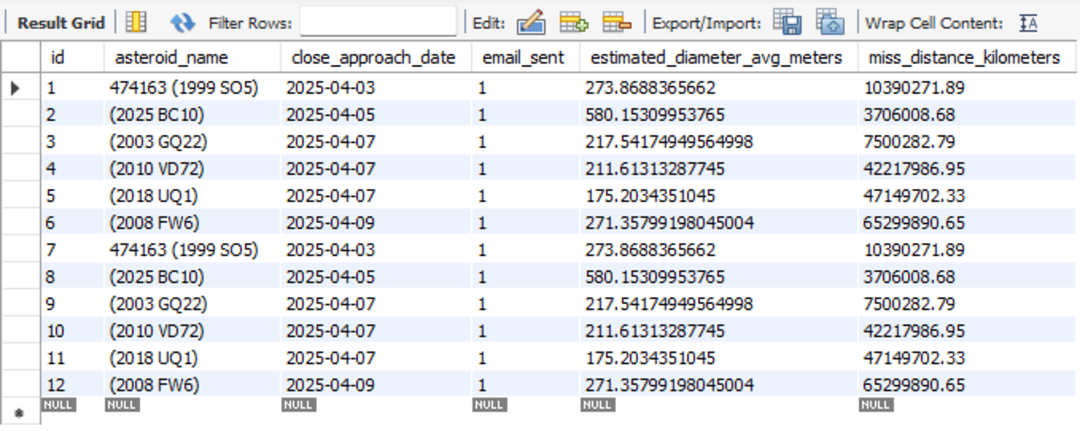 Result Grid Filter Rows: Edit: Export/Import: Wrap Cell Content:
id asteroid_name close_approach_date email_sent estimated_diameter_avg_meters miss_distance_kilometers
1 474163 (1999 SO5) 2025-04-03 1 273.8688365662 10390271.89
2 (2025 BC10) 2025-04-05 1 580.15309953765 3706008.68
3 (2003 GQ22) 2025-04-07 1 217.54174949564998 7500282.79
4 (2010 VD72) 2025-04-07 1 211.61313287745 42217986.95
5 (2018 UQ1) 2025-04-07 1 175.2034351045 47149702.33
6 (2008 FW6) 2025-04-09 1 271.35799198045004 65299890.65
7 474163 (1999 SO5) 2025-04-03 1 273.8688365662 10390271.89
8 (2025 BC10) 2025-04-05 1 580.15309953765 3706008.68
9 (2003 GQ22) 2025-04-07 1 217.54174949564998 7500282.79
10 (2010 VD72) 2025-04-07 1 211.61313287745 42217986.95
11 (2018 UQ1) 2025-04-07 1 175.2034351045 47149702.33
12 (2008 FW6) 2025-04-09 1 271.35799198045004 65299890.65
NULL NULL NULL NULL NULL NULL